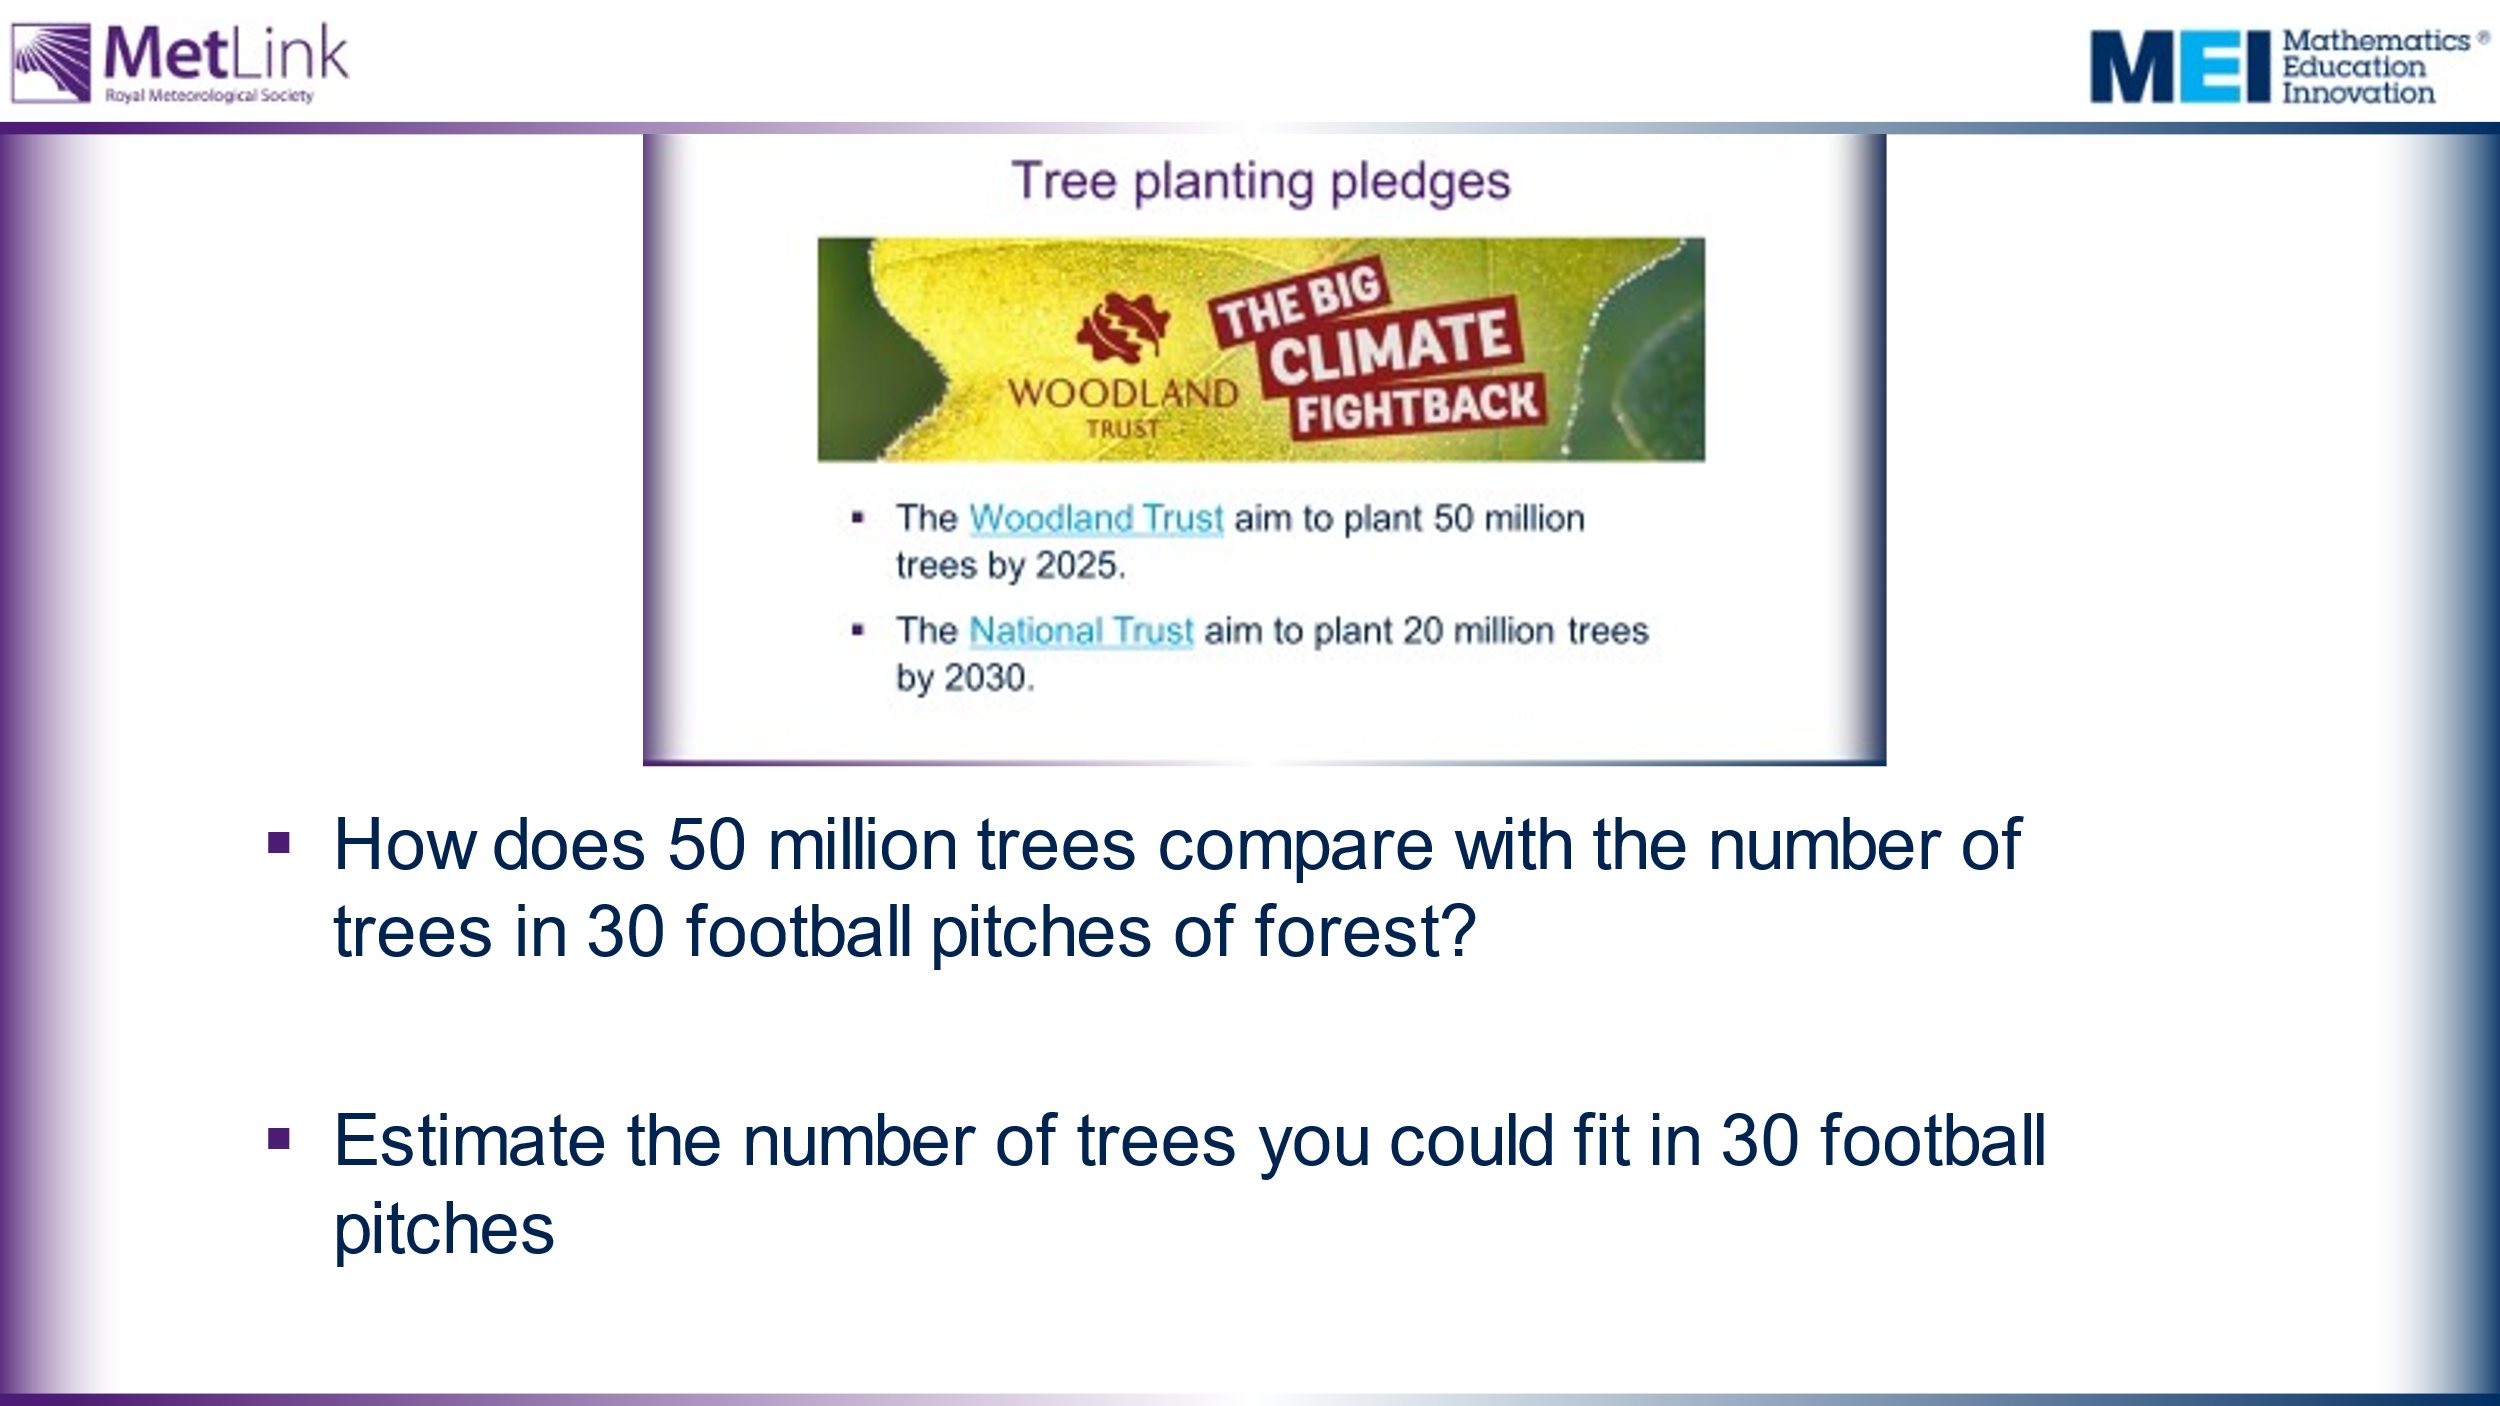 MetLink
Royal Meteorological Society
MEI Mathematics ®
Education
Innovation
Tree planting pledges
WOODLAND
TRUST
THE BIG
CLIMATE
FIGHTBACK
▪ The Woodland Trust aim to plant 50 million
trees by 2025.
▪ The National Trust aim to plant 20 million trees
by 2030.
▪ How does 50 million trees compare with the number of
trees in 30 football pitches of forest?
▪ Estimate the number of trees you could fit in 30 football
pitches